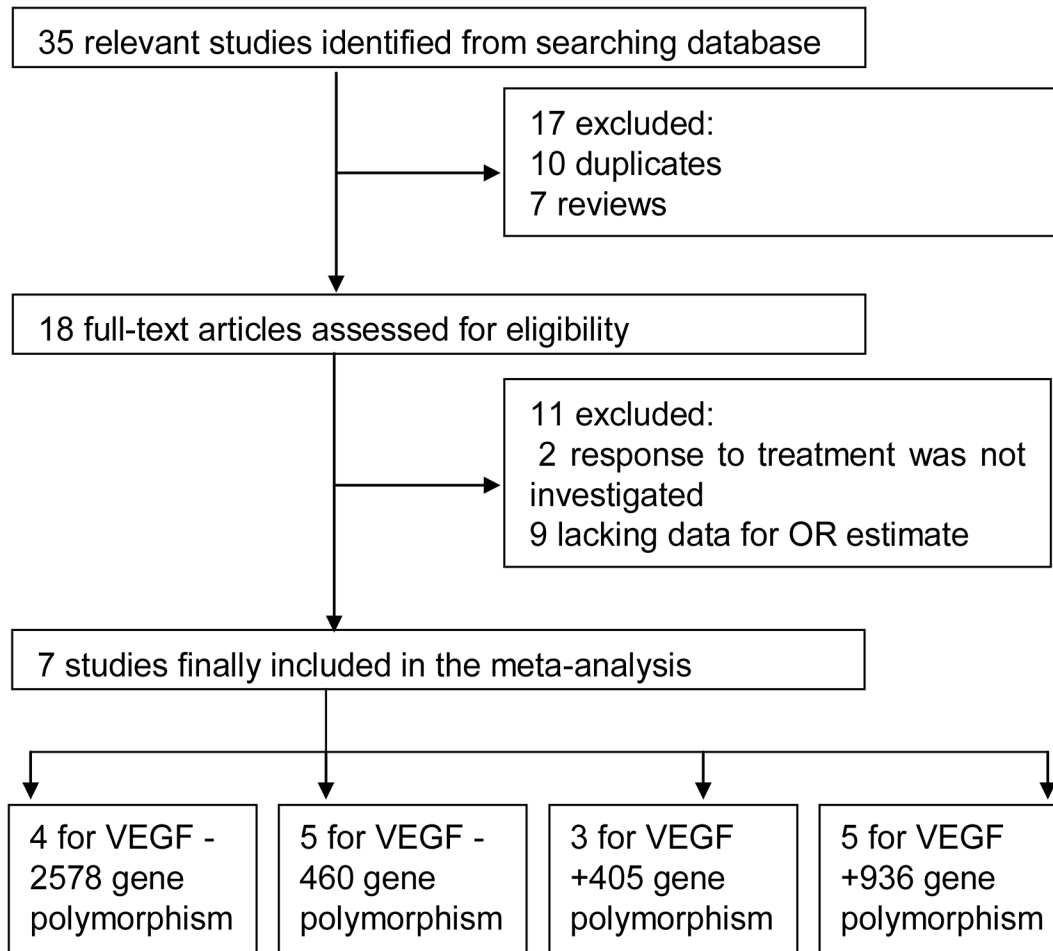 35 relevant studies identified from searching database
17 excluded:
10 duplicates
7 reviews
18 full-text articles assessed for eligibility
11 excluded:
2 response to treatment was not
investigated
9 lacking data for OR estimate
7 studies finally included in the meta-analysis
4 for VEGF -
2578 gene
polymorphism
5 for VEGF -
460 gene
polymorphism
3 for VEGF
+405 gene
polymorphism
5 for VEGF
+936 gene
polymorphism